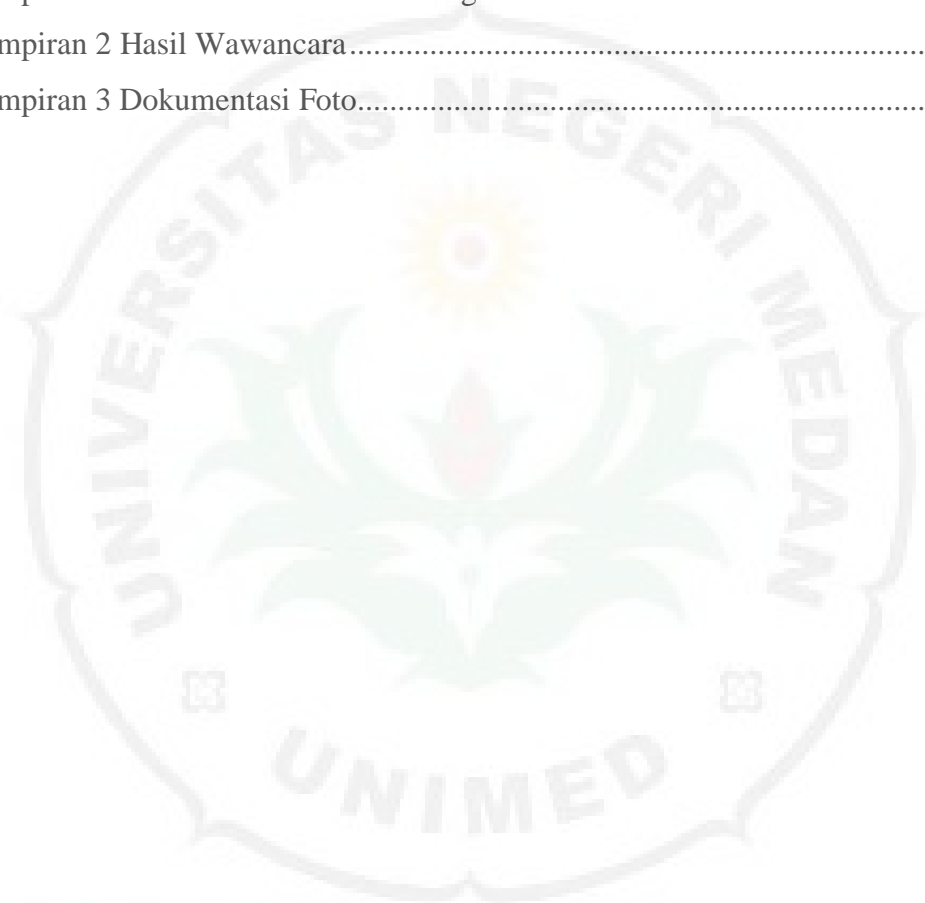 mpiran 2 Hasil Wawancara........................................................................
mpiran 3 Dokumentasi Foto.......................................................................
UNIVERSITAS NEGERI MEDAN
UNIMED